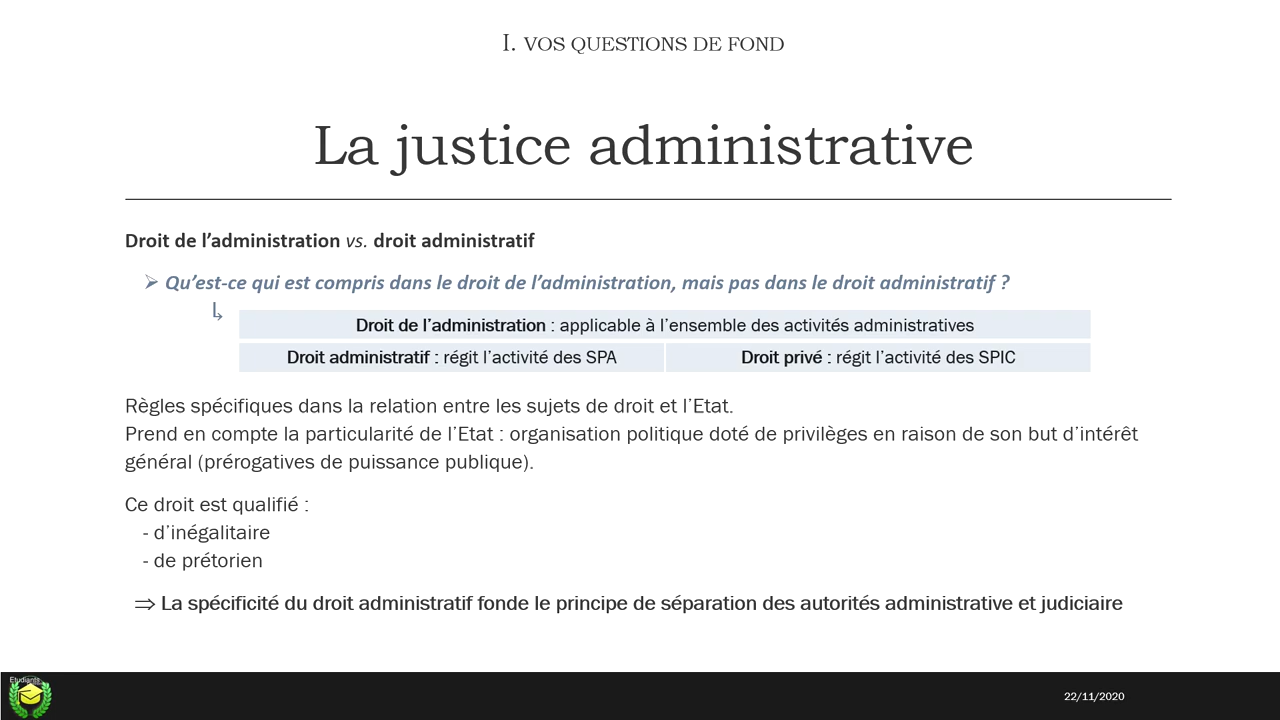 I. VOS QUESTIONS DE FOND
La justice administrative
Droit de l’administration vs. droit administratif
➢ Qu’est-ce qui est compris dans le droit de l’administration, mais pas dans le droit administratif ?
↳
Droit de l’administration : applicable à l’ensemble des activités administratives
Droit administratif : régit l’activité des SPA
Droit privé : régit l’activité des SPIC
Règles spécifiques dans la relation entre les sujets de droit et l’Etat.
Prend en compte la particularité de l’Etat : organisation politique doté de privilèges en raison de son but d’intérêt
général (prérogatives de puissance publique).
Ce droit est qualifié :
- d’inégalitaire
- de prétorien
⇒ La spécificité du droit administratif fonde le principe de séparation des autorités administrative et judiciaire
Etudiants
22/11/2020